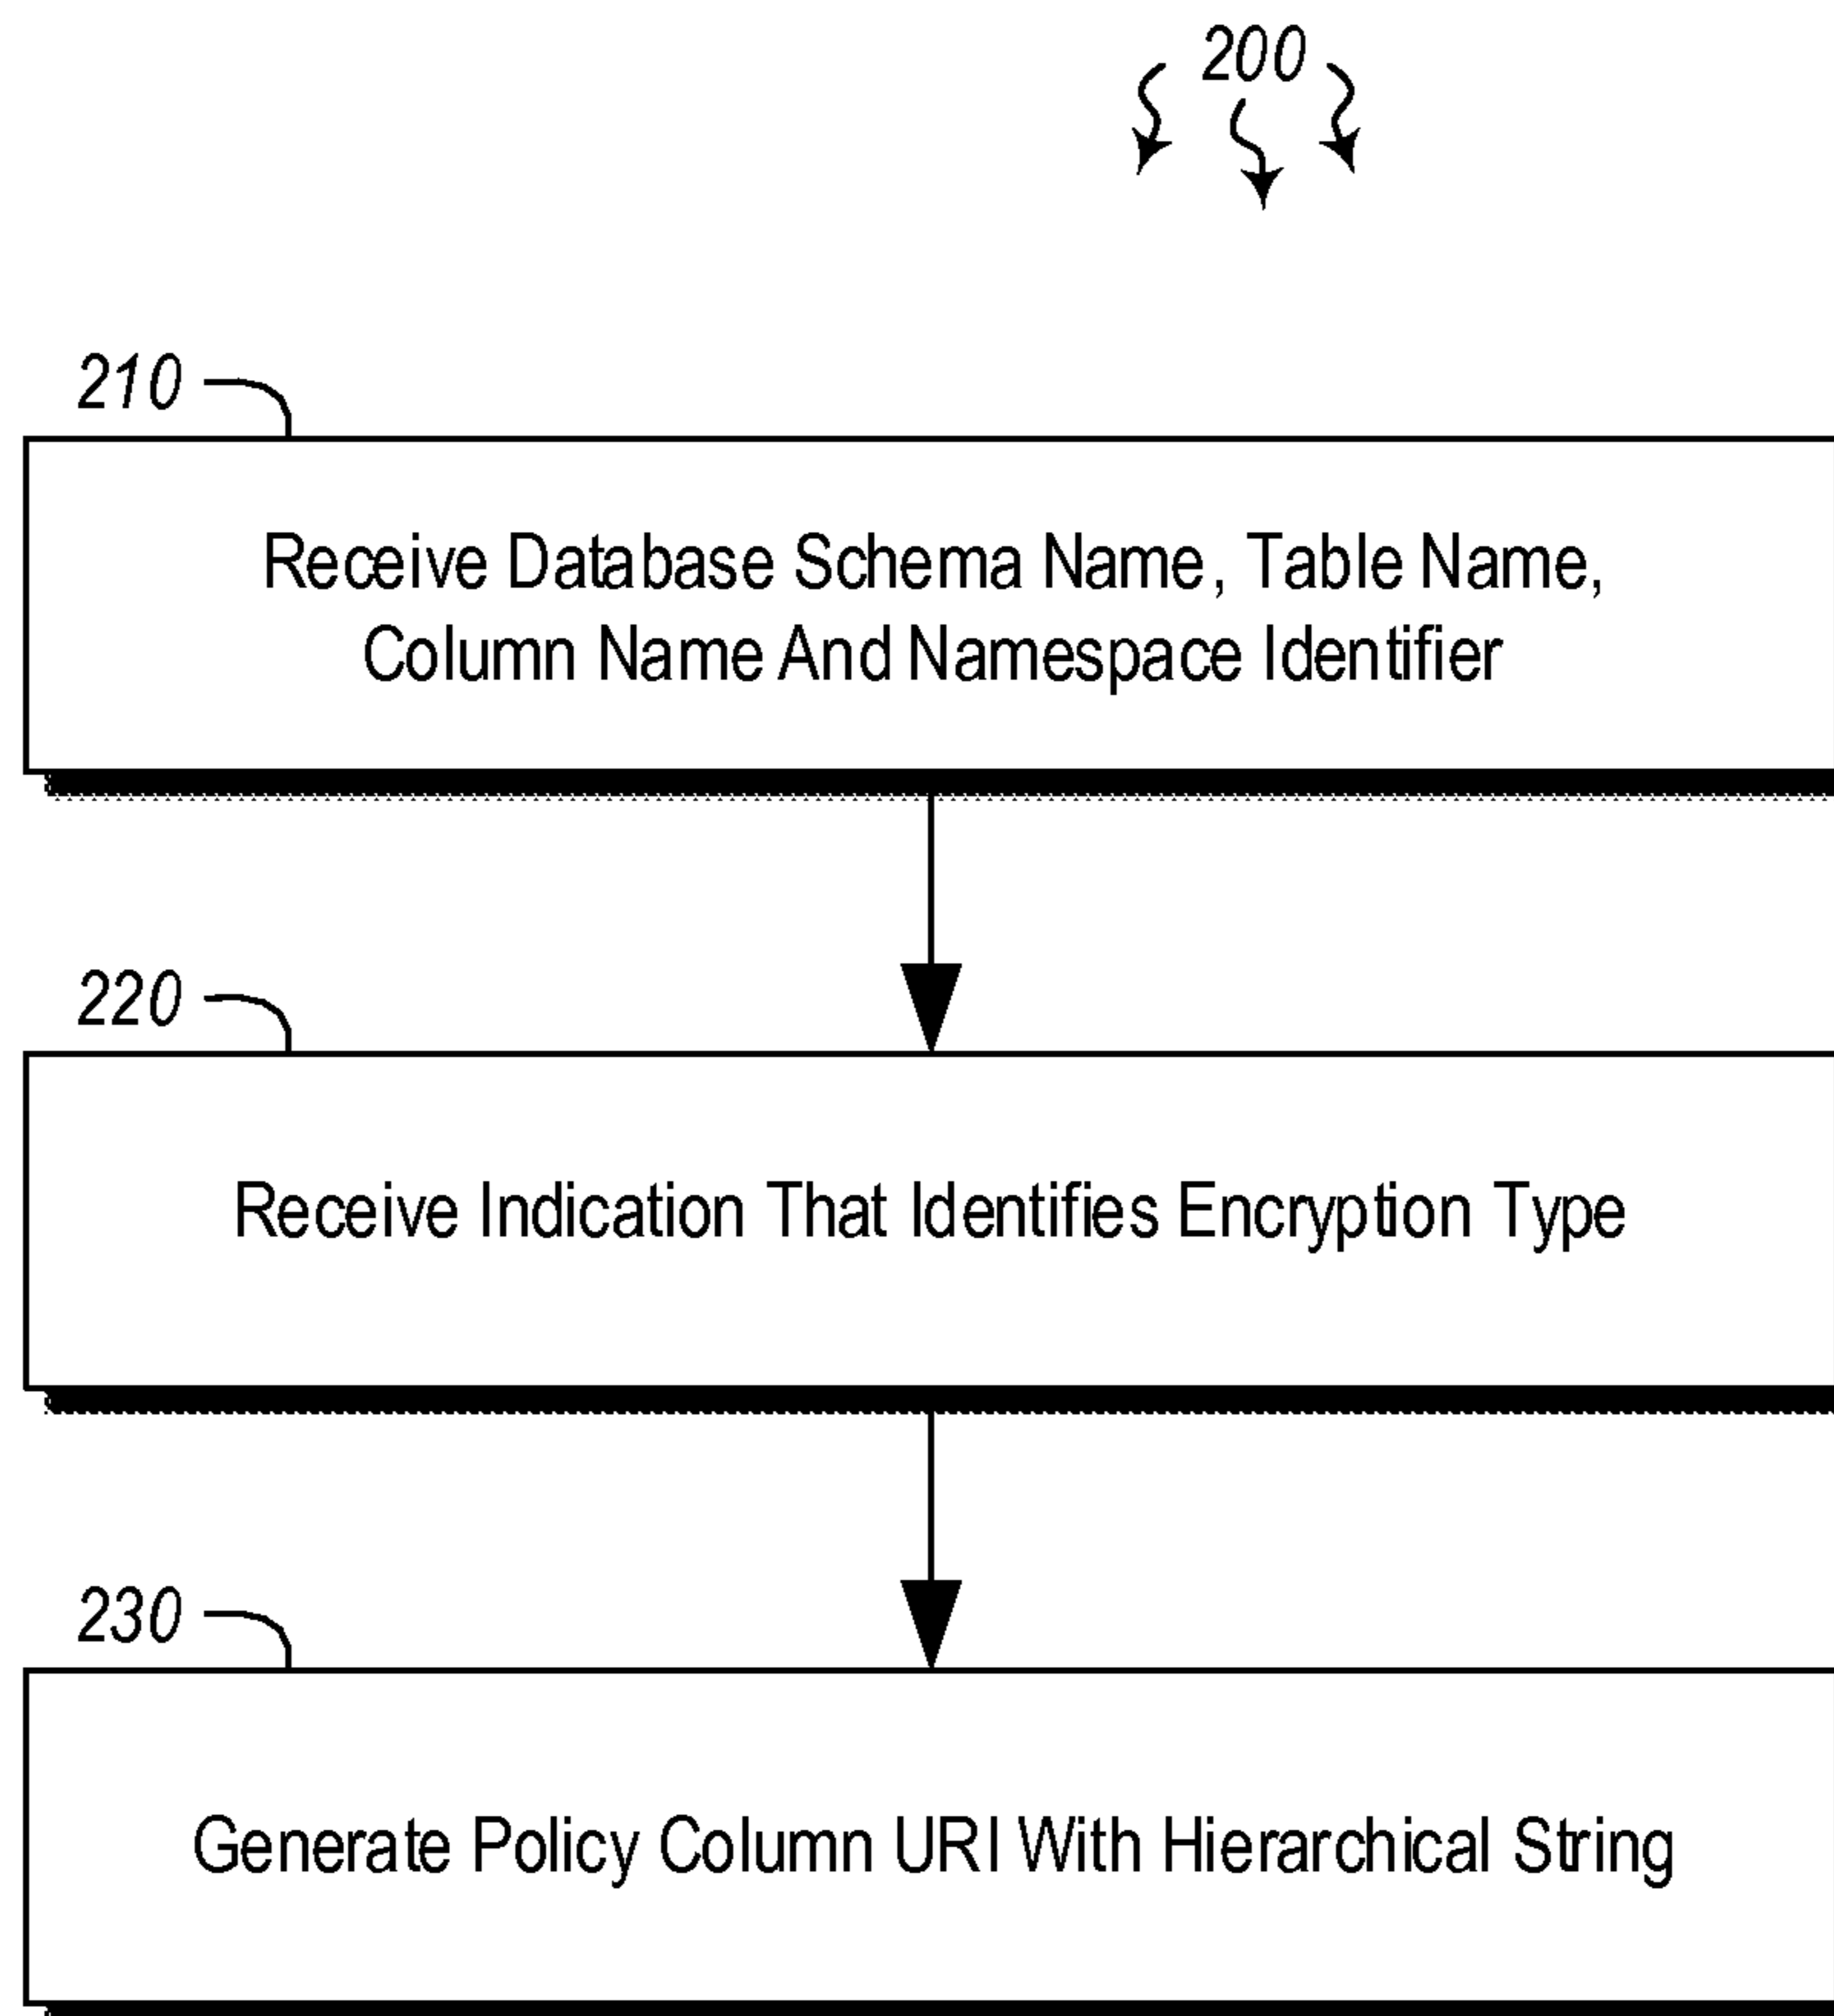 200
210
Receive Database Schema Name, Table Name,
Column Name And Namespace Identifier
220
Receive Indication That Identifies Encryption Type
230
Generate Policy Column URI With Hierarchical String